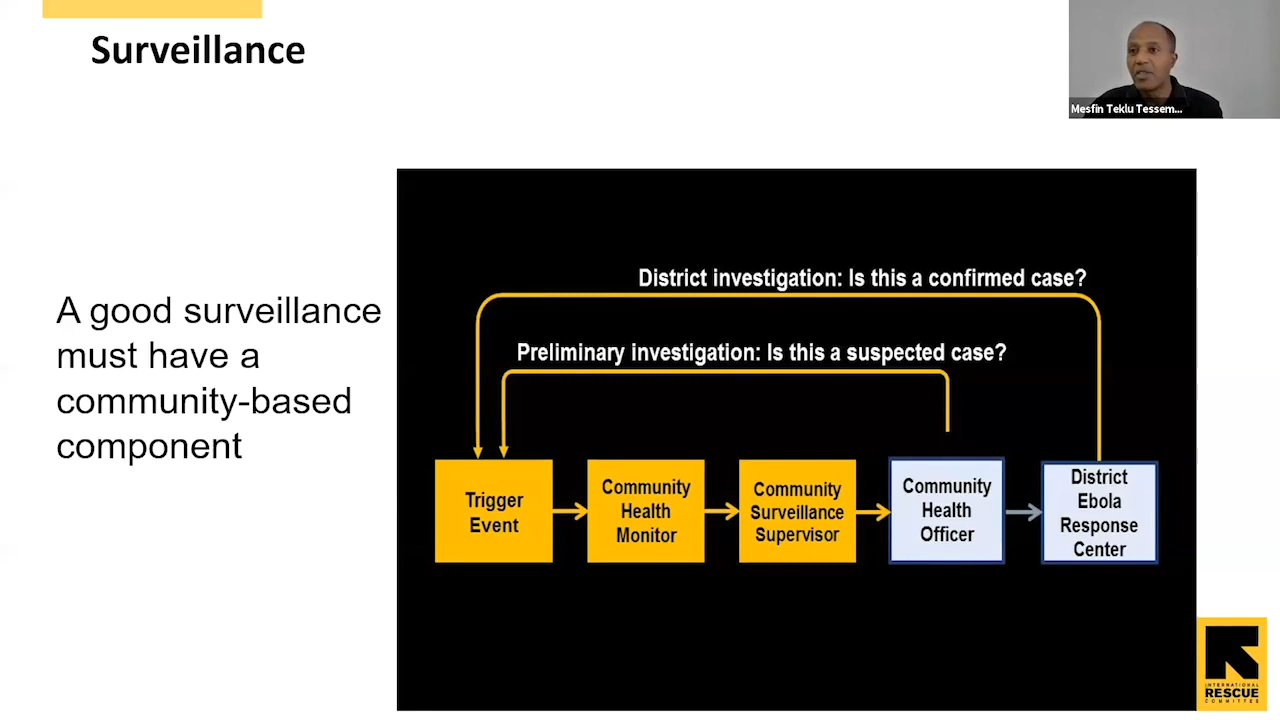 Surveillance
Mesfin Teklu Tessem...
A good surveillance
must have a
community-based
component
District investigation: Is this a confirmed case?
Preliminary investigation: Is this a suspected case?
Trigger
Event
Community
Health
Monitor
Community
Surveillance
Supervisor
Community
Health
Officer
District
Ebola
Response
Center
INTERNATIONAL
RESCUE
COMMITTEE